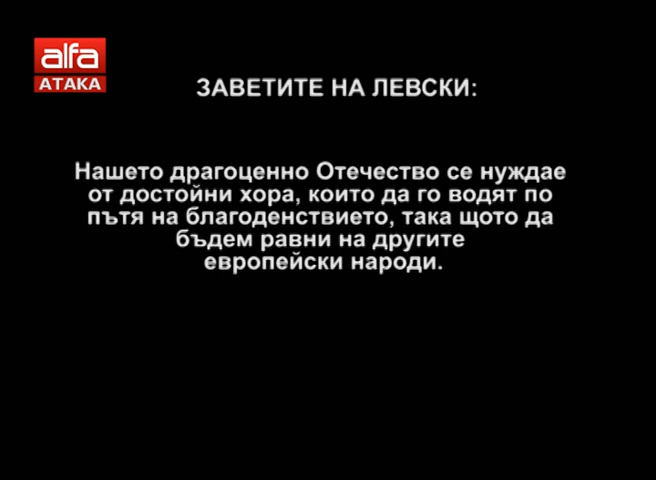 alfa
АТАКА
ЗАВЕТИТЕ НА ЛЕВСКИ:
Нашето драгоценно Отечество се нуждае
от достойни хора, които да го водят по
пътя на благоденствието, така щото да
бъдем равни на другите
европейски народи.